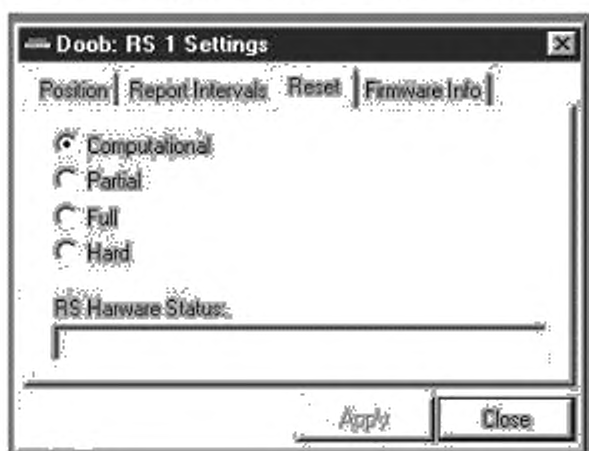 Doob: RS 1 Settings
Position Report Intervals Reset Firmware Info
Computational
Partial
Full
Hard
RS Harware Status:
Apply Close